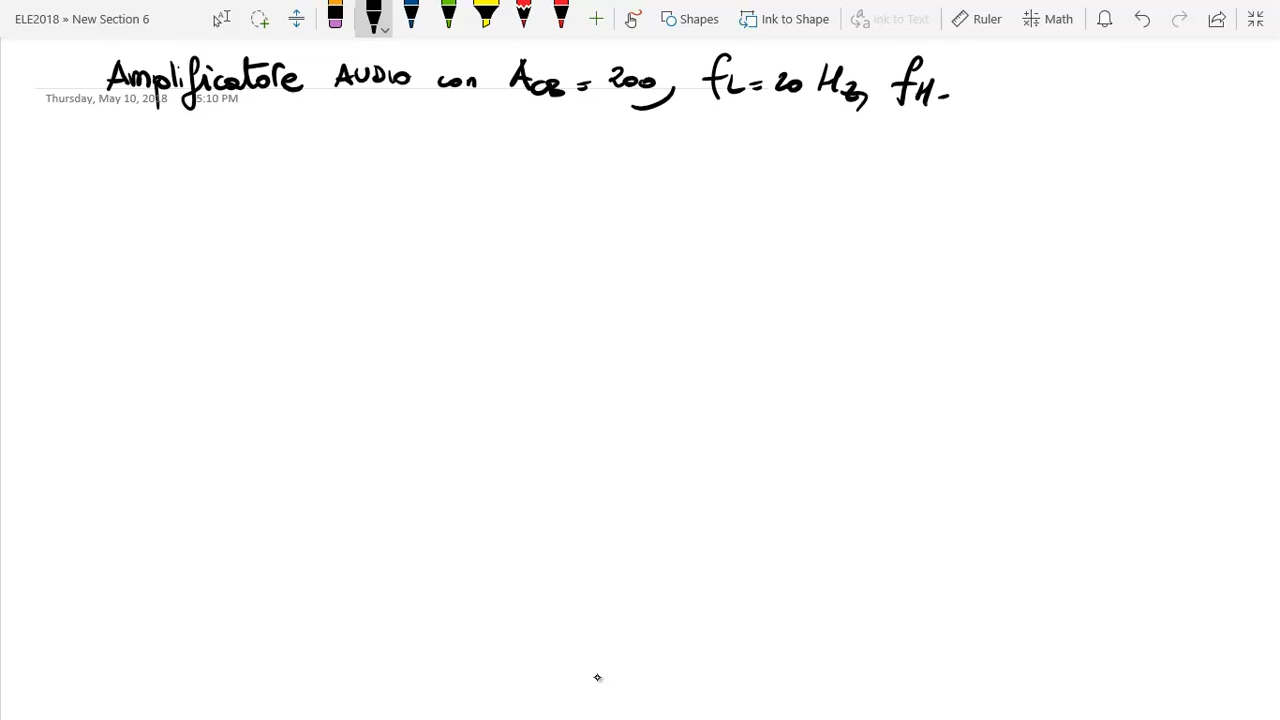 ELE2018 » New Section 6
Shapes
Ink to Shape
Ink to Text
Ruler
Math
Amplificatore AUDIO con ACB = 200, fL = 20 Hz, fH -
Thursday, May 10, 2018 5:10 PM